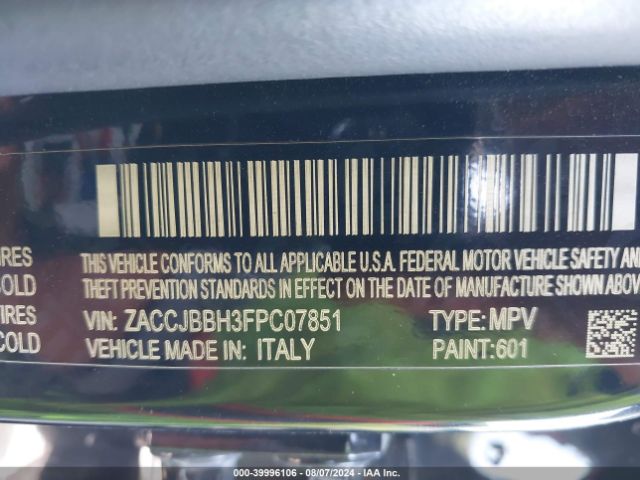 THIS VEHICLE CONFORMS TO ALL APPLICABLE U.S.A. FEDERAL MOTOR VEHICLE SAFETY AND
THEFT PREVENTION STANDARDS IN EFFECT ON THE DATE OF MANUFACTURE SHOWN ABOVE
VIN: ZACCJBBH3FPC07851 TYPE: MPV
VEHICLE MADE IN: ITALY PAINT:601
IRES
COLD
IRES
COLD
000-39996106 - 08/07/2024 - IAA Inc.